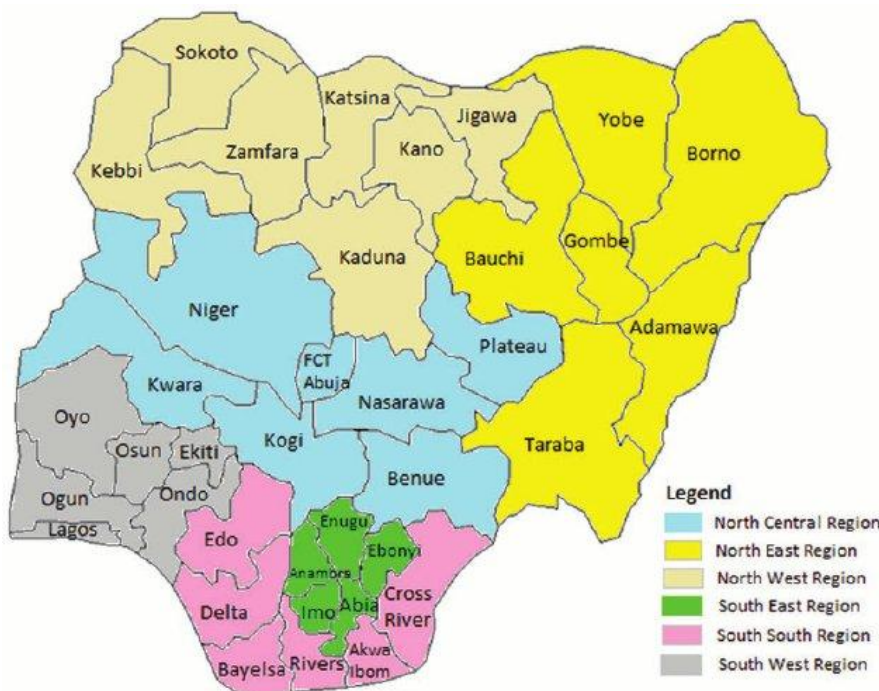 Sokoto
Katsina
Jigawa
Yobe
Borno
Zamfara
Kano
Kebbi
Kaduna
Bauchi
Gombe
Niger
Adamawa
Plateau
FCT
Abuja
Kwara
Nasarawa
Oyo
Kogi
Taraba
Osun
Ekiti
Benue
Ogun
Ondo
Lagos
Edo
Enugu
Ebonyi
Anambra
Delta
Imo
Abia
Cross
River
Bayelsa
Rivers
Akwa
Ibom
Legend
North Central Region
North East Region
North West Region
South East Region
South South Region
South West Region